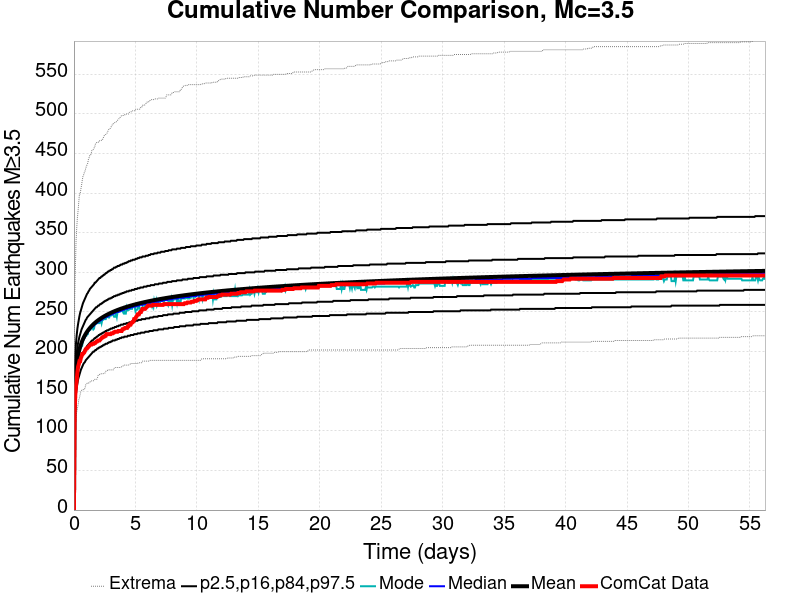 Cumulative Number Comparison, Mc=3.5
Cumulative Num Earthquakes M≥3.5
550
500
450
400
350
300
250
200
150
100
50
0
0 5 10 15 20 25 30 35 40 45 50 55
Time (days)
Extrema p2.5,p16,p84,p97.5 Mode Median Mean ComCat Data